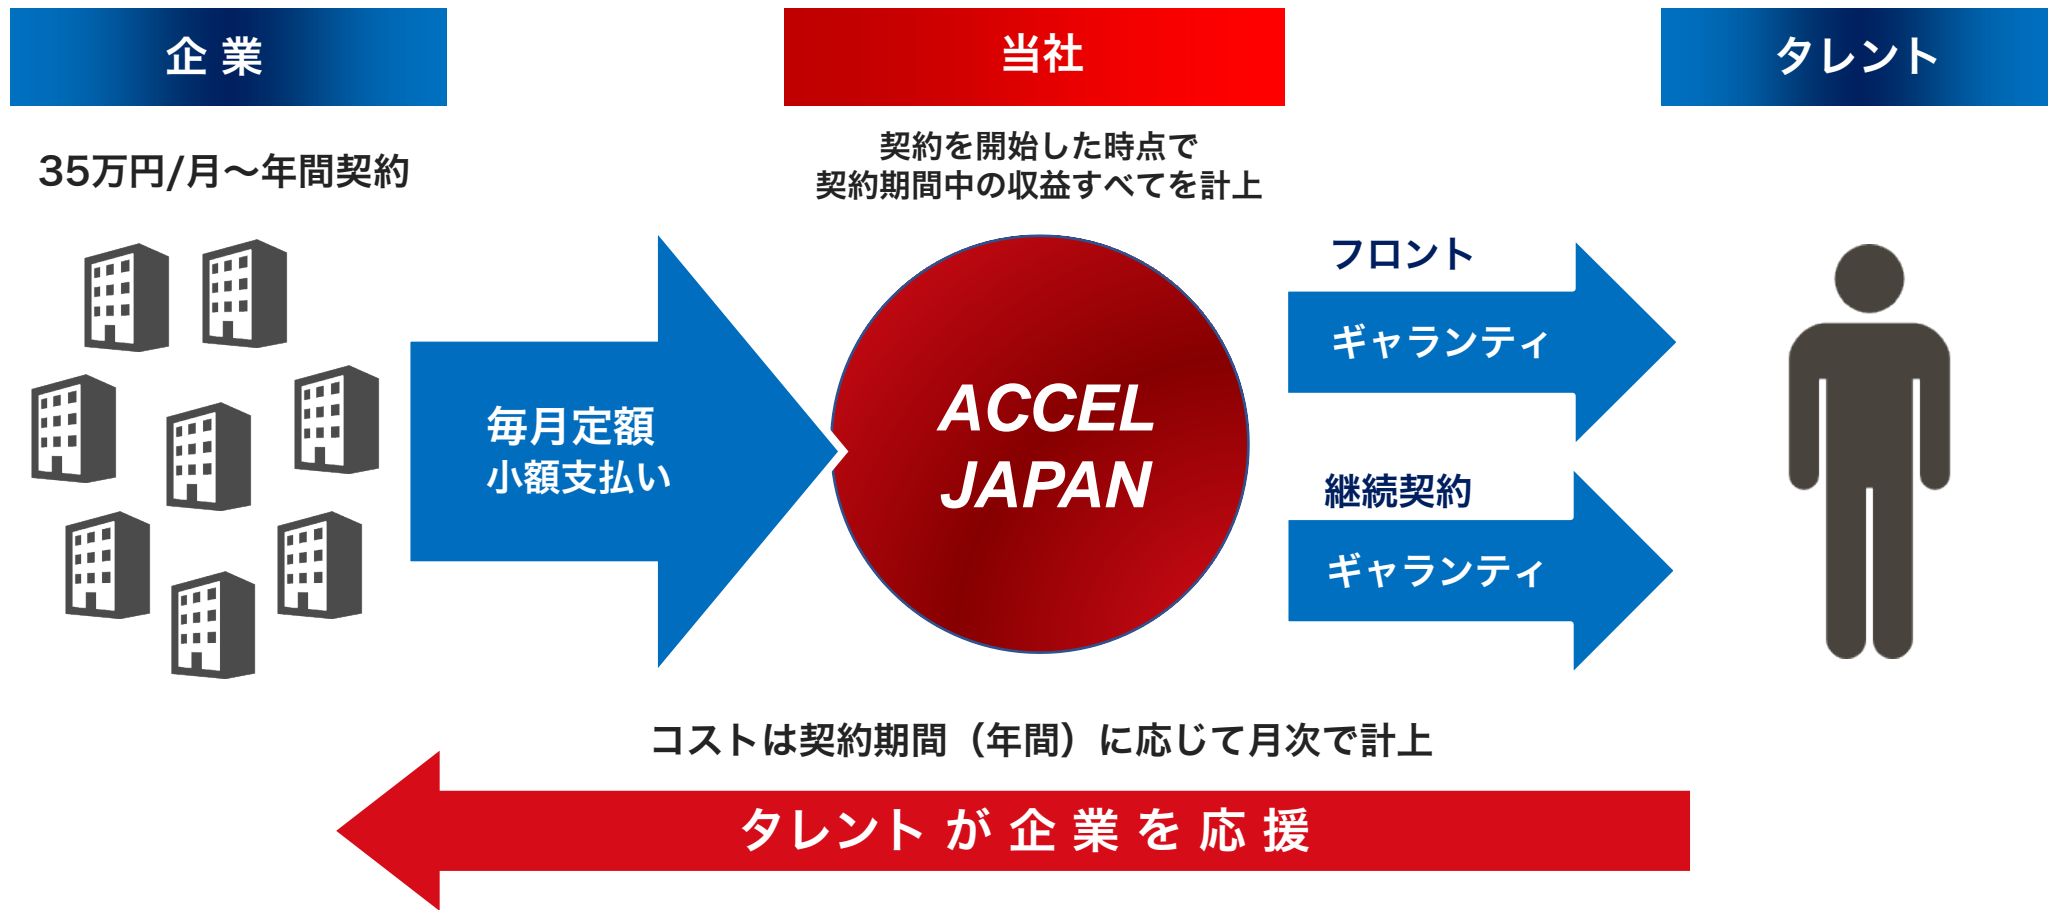 企業
当社
タレント
35万円/月～年間契約
契約を開始した時点で
契約期間中の収益すべてを計上
毎月定額
小額支払い
ACCEL
JAPAN
フロント
ギャランティ
継続契約
ギャランティ
コストは契約期間（年間）に応じて月次で計上
タレントが企業を応援